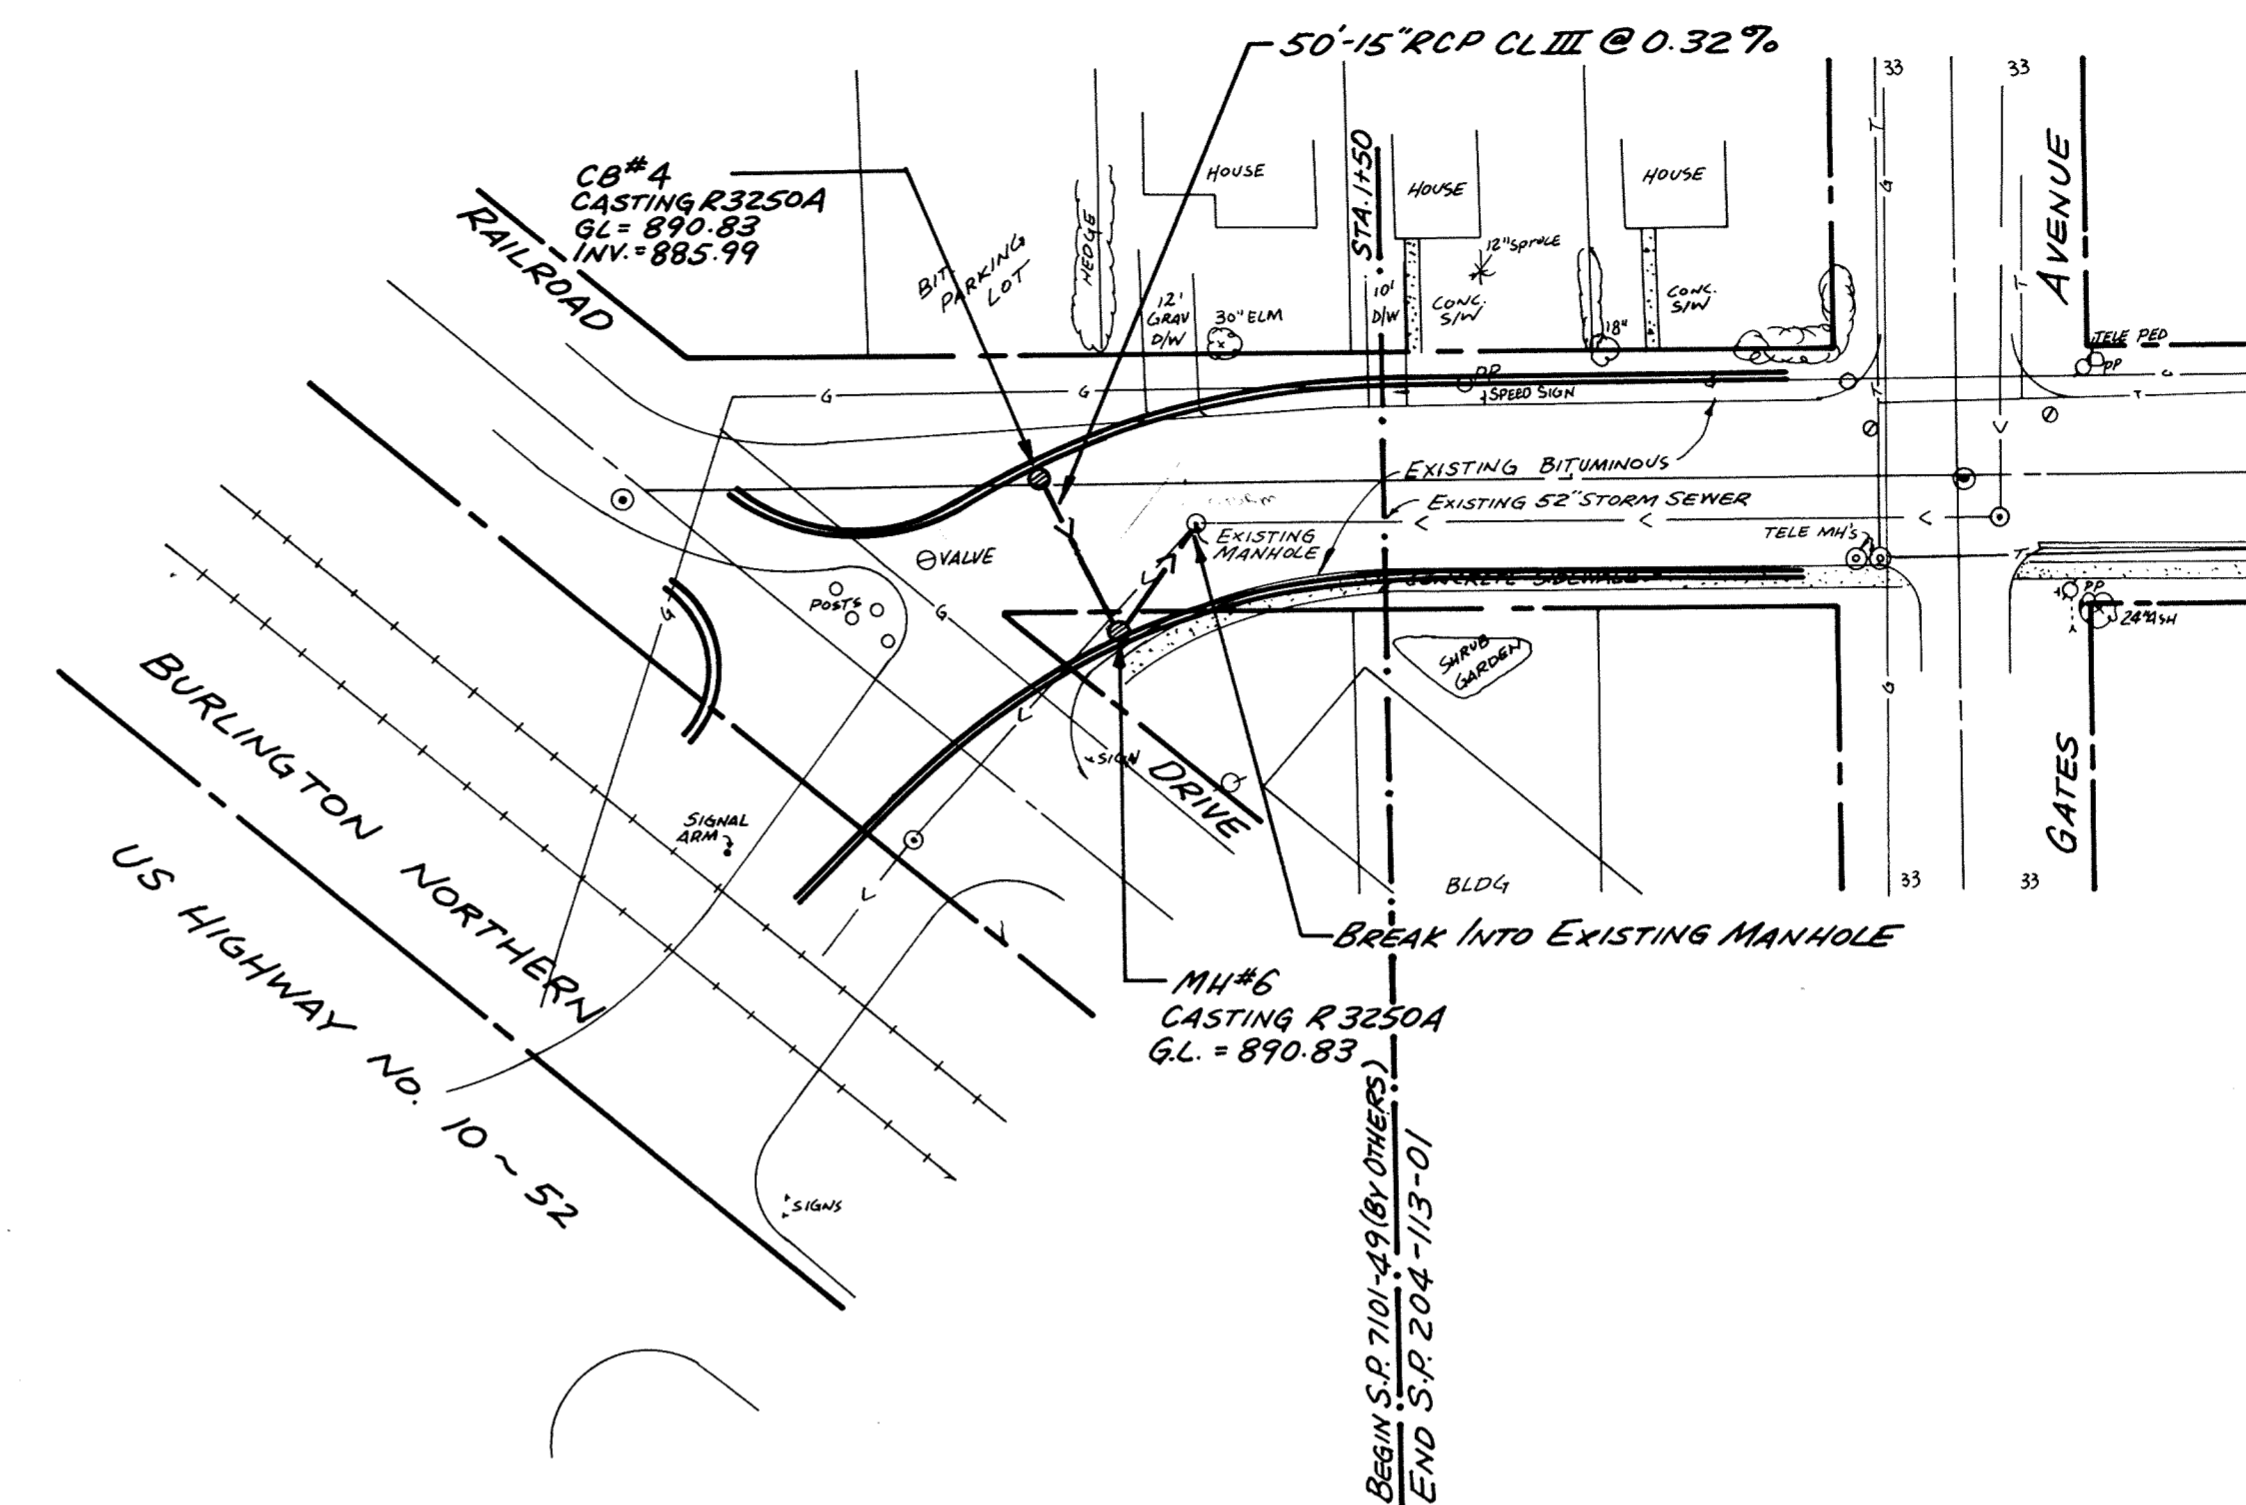 50'-15" RCP CL III @ 0.32%
33
33
CB#4
CASTING R3250A
GL = 890.83
INV. = 885.99
RAILROAD
BIT.
PARKING
LOT
HEDGE
HOUSE
HOUSE
HOUSE
STA. 1+50
12"SPRUCE
12'
GRAV
D/W
30" ELM
10'
D/W
CONC.
S/W
18"
CONC.
S/W
AVENUE
TELE PED
PP
PP
SPEED SIGN
G
G
G
T
G
T
T
T
G
T
EXISTING BITUMINOUS
EXISTING 52" STORM SEWER
EXISTING
MANHOLE
TELE MH'S
T
VALVE
POSTS
G
G
CONCRETE SIDEWALK
PP
24" ASH
SHRUB
GARDEN
SIGN
DRIVE
BURLINGTON NORTHERN
SIGNAL
ARM
US HIGHWAY NO. 10 ~ 52
G
GATES
BLDG
33
33
BREAK INTO EXISTING MANHOLE
MH#6
CASTING R3250A
G.L. = 890.83
SIGNS
BEGIN S.P. 7101-49 (BY OTHERS)
END S.P. 204-113-01